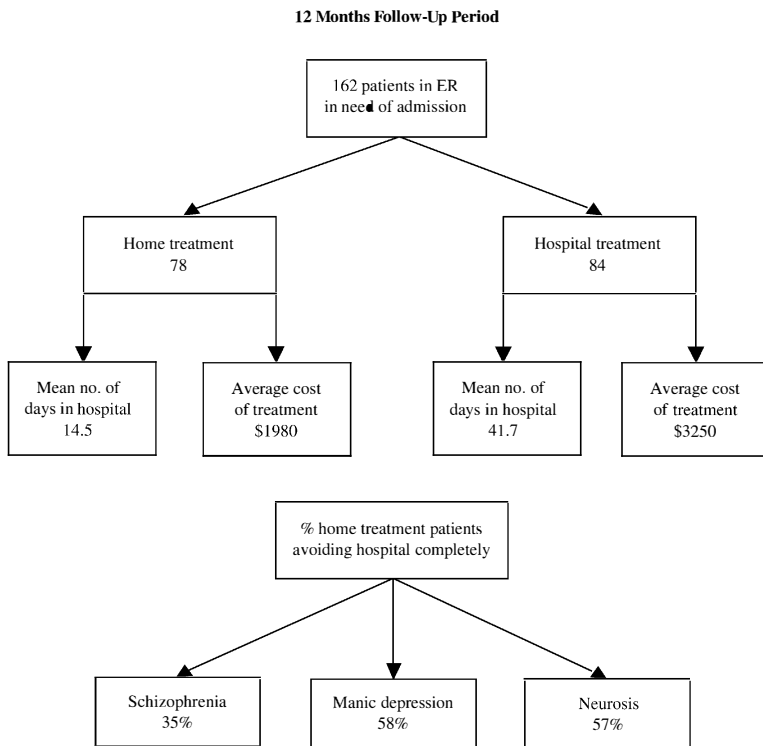 12 Months Follow-Up Period
162 patients in ER
in need of admission
Home treatment
78
Hospital treatment
84
Mean no. of
days in hospital
14.5
Average cost
of treatment
$1980
Mean no. of
days in hospital
41.7
Average cost
of treatment
$3250
% home treatment patients
avoiding hospital completely
Schizophrenia
35%
Manic depression
58%
Neurosis
57%